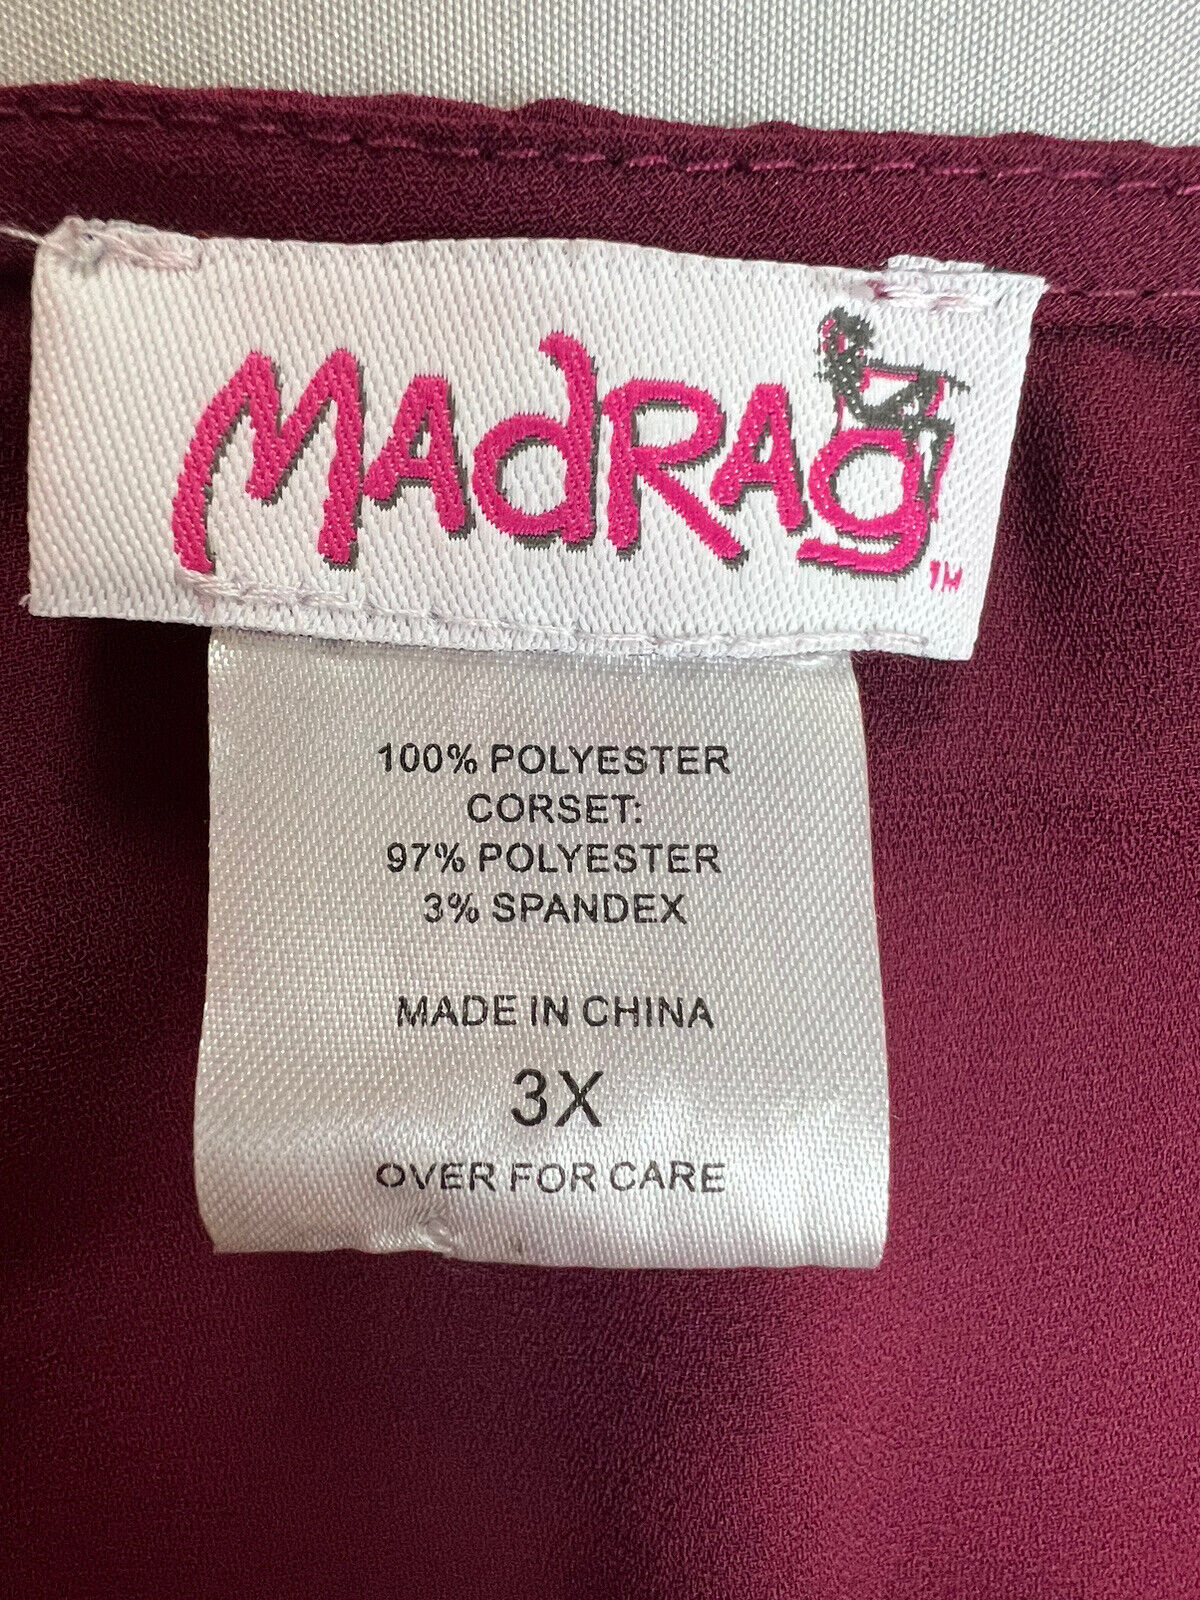 MAdRAg
TM
100% POLYESTER
CORSET:
97% POLYESTER
3% SPANDEX
MADE IN CHINA
3X
OVER FOR CARE